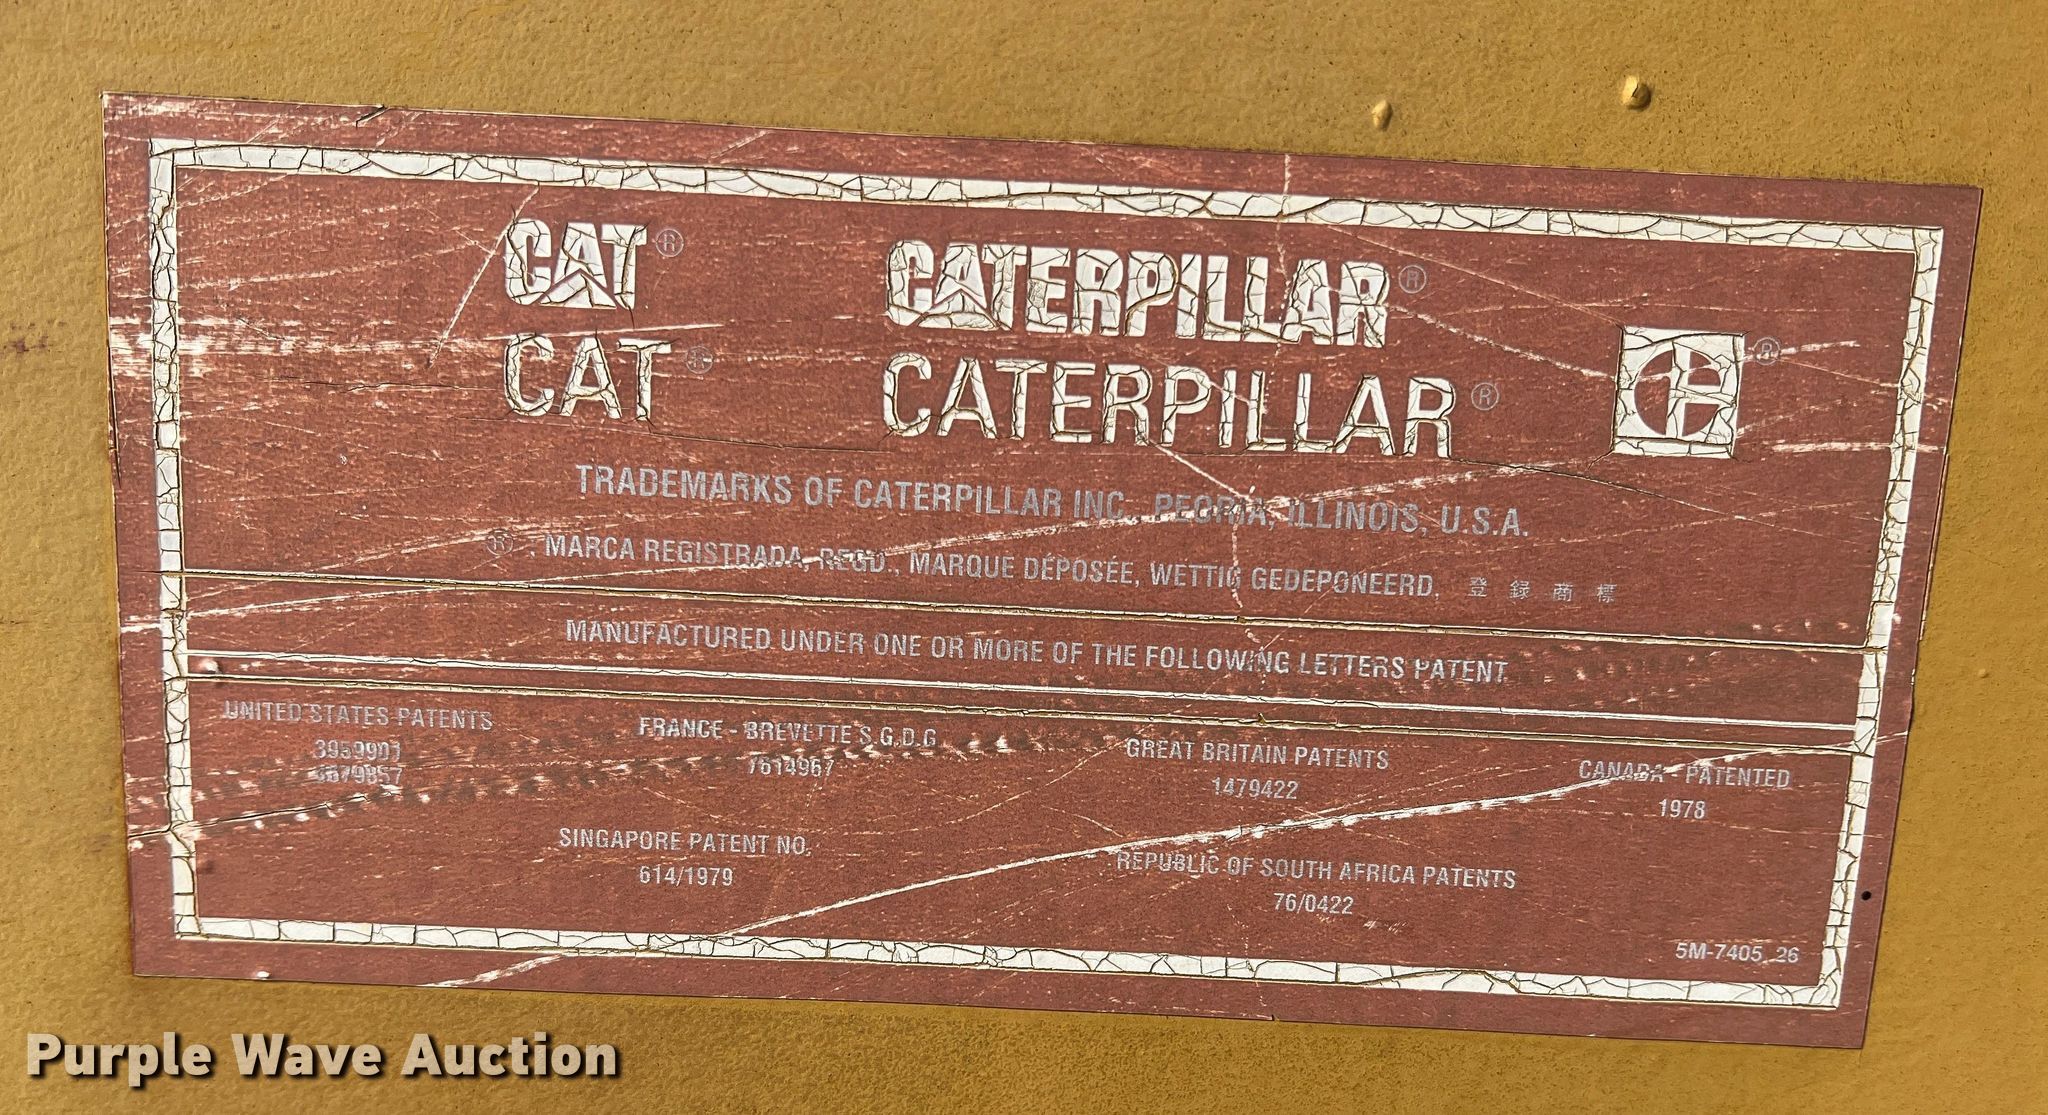 CAT® CATERPILLAR®
CAT® CATERPILLAR® ®
TRADEMARKS OF CATERPILLAR INC., PEORIA, ILLINOIS, U.S.A.
®, MARCA REGISTRADA, REGD., MARQUE DÉPOSÉE, WETTIG GEDEPONEERD, 登録商標
MANUFACTURED UNDER ONE OR MORE OF THE FOLLOWING LETTERS PATENT
UNITED STATES PATENTS
3959901
FRANCE - BREVETTE S.G.D.G
7614967
GREAT BRITAIN PATENTS
1479422
CANADA - PATENTED
1978
SINGAPORE PATENT NO.
614/1979
REPUBLIC OF SOUTH AFRICA PATENTS
76/0422
5M-7405, 26
Purple Wave Auction